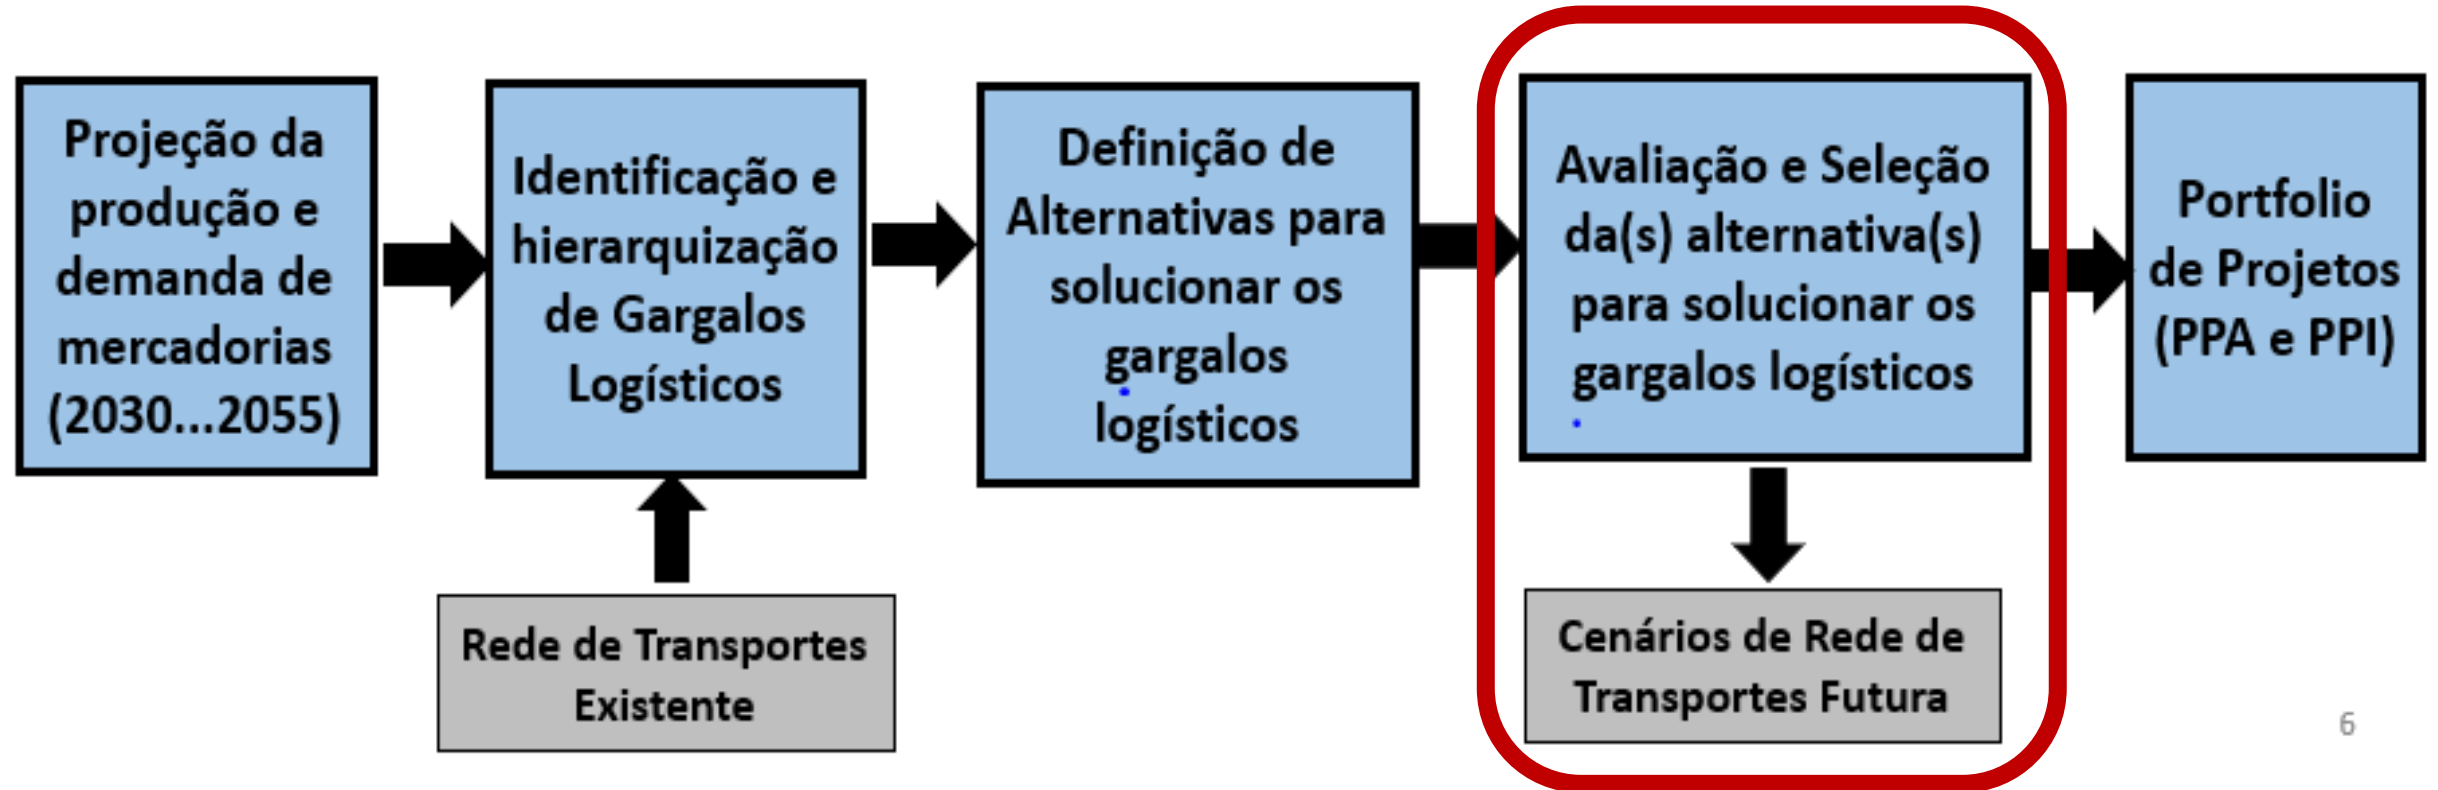 Projeção da
produção e
demanda de
mercadorias
(2030...2055)
Identificação e
hierarquização
de Gargalos
Logísticos
Definição de
Alternativas para
solucionar os
gargalos
logísticos
Avaliação e Seleção
da(s) alternativa(s)
para solucionar os
gargalos logísticos
Portfolio
de Projetos
(PPA e PPI)
Rede de Transportes
Existente
Cenários de Rede de
Transportes Futura
6